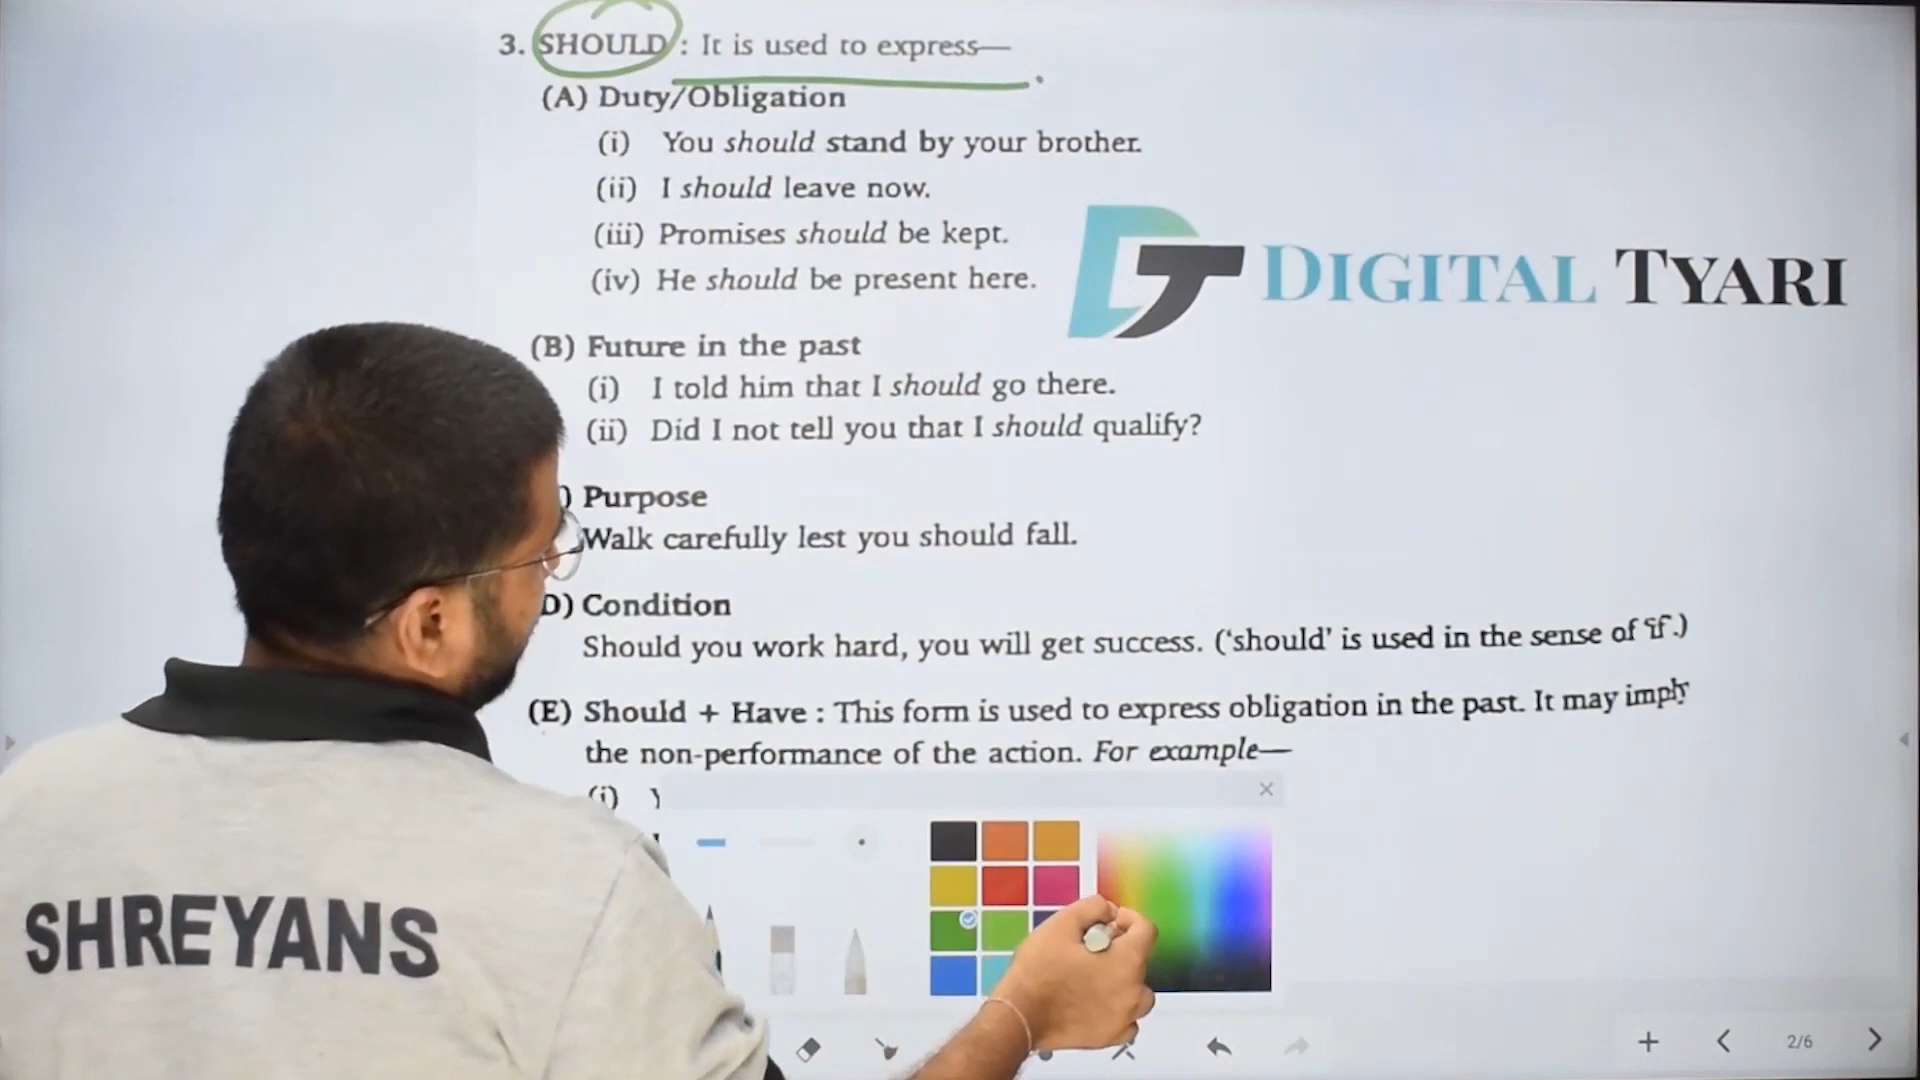 3. SHOULD : It is used to express—
(A) Duty/Obligation
(i) You should stand by your brother.
(ii) I should leave now.
(iii) Promises should be kept.
(iv) He should be present here.
DIGITAL TYARI
(B) Future in the past
(i) I told him that I should go there.
(ii) Did I not tell you that I should qualify?
) Purpose
Walk carefully lest you should fall.
D) Condition
Should you work hard, you will get success. ('should' is used in the sense of 'if'.)
(E) Should + Have : This form is used to express obligation in the past. It may imply
the non-performance of the action. For example—
(i)
SHREYANS
2/6